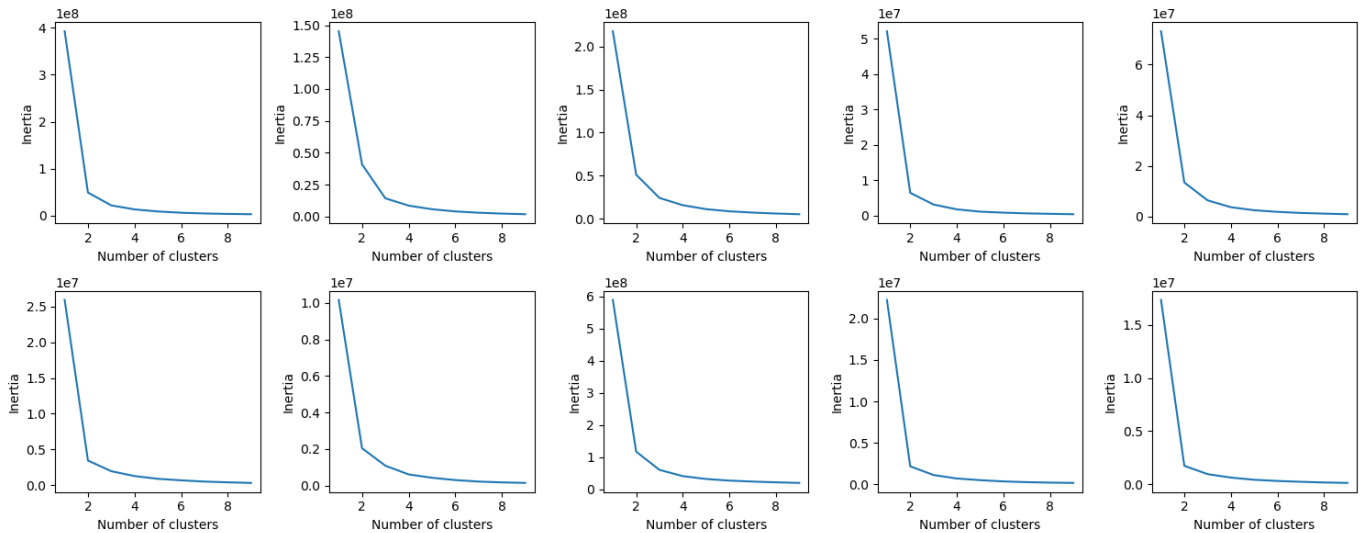 1e8
4
3
2
1
0
Inertia
2 4 6 8
Number of clusters
1e8
1.50
1.25
1.00
0.75
0.50
0.25
0.00
Inertia
2 4 6 8
Number of clusters
1e8
2.0
1.5
1.0
0.5
0.0
Inertia
2 4 6 8
Number of clusters
1e7
5
4
3
2
1
0
Inertia
2 4 6 8
Number of clusters
1e7
6
4
2
0
Inertia
2 4 6 8
Number of clusters
1e7
2.5
2.0
1.5
1.0
0.5
0.0
Inertia
2 4 6 8
Number of clusters
1e7
1.0
0.8
0.6
0.4
0.2
0.0
Inertia
2 4 6 8
Number of clusters
1e8
6
5
4
3
2
1
0
Inertia
2 4 6 8
Number of clusters
1e7
2.0
1.5
1.0
0.5
0.0
Inertia
2 4 6 8
Number of clusters
1e7
1.5
1.0
0.5
0.0
Inertia
2 4 6 8
Number of clusters